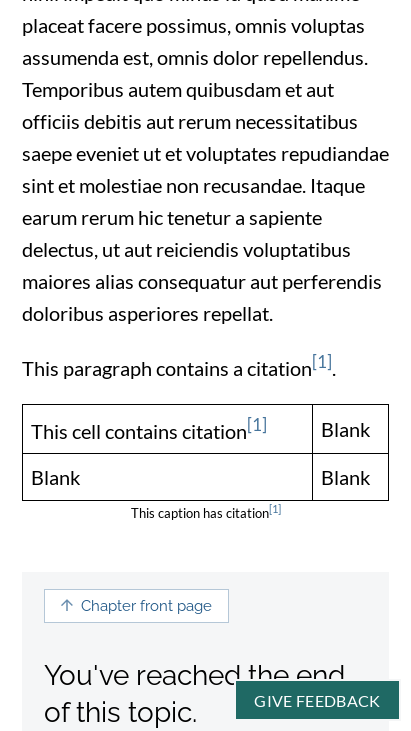 placeat facere possimus, omnis voluptas
assumenda est, omnis dolor repellendus.
Temporibus autem quibusdam et aut
officiis debitis aut rerum necessitatibus
saepe eveniet ut et voluptates repudiandae
sint et molestiae non recusandae. Itaque
earum rerum hic tenetur a sapiente
delectus, ut aut reiciendis voluptatibus
maiores alias consequatur aut perferendis
doloribus asperiores repellat.
This paragraph contains a citation[1].
This cell contains citation[1] Blank
Blank Blank
This caption has citation[1]
↑ Chapter front page
You've reached the end
of this topic.
GIVE FEEDBACK